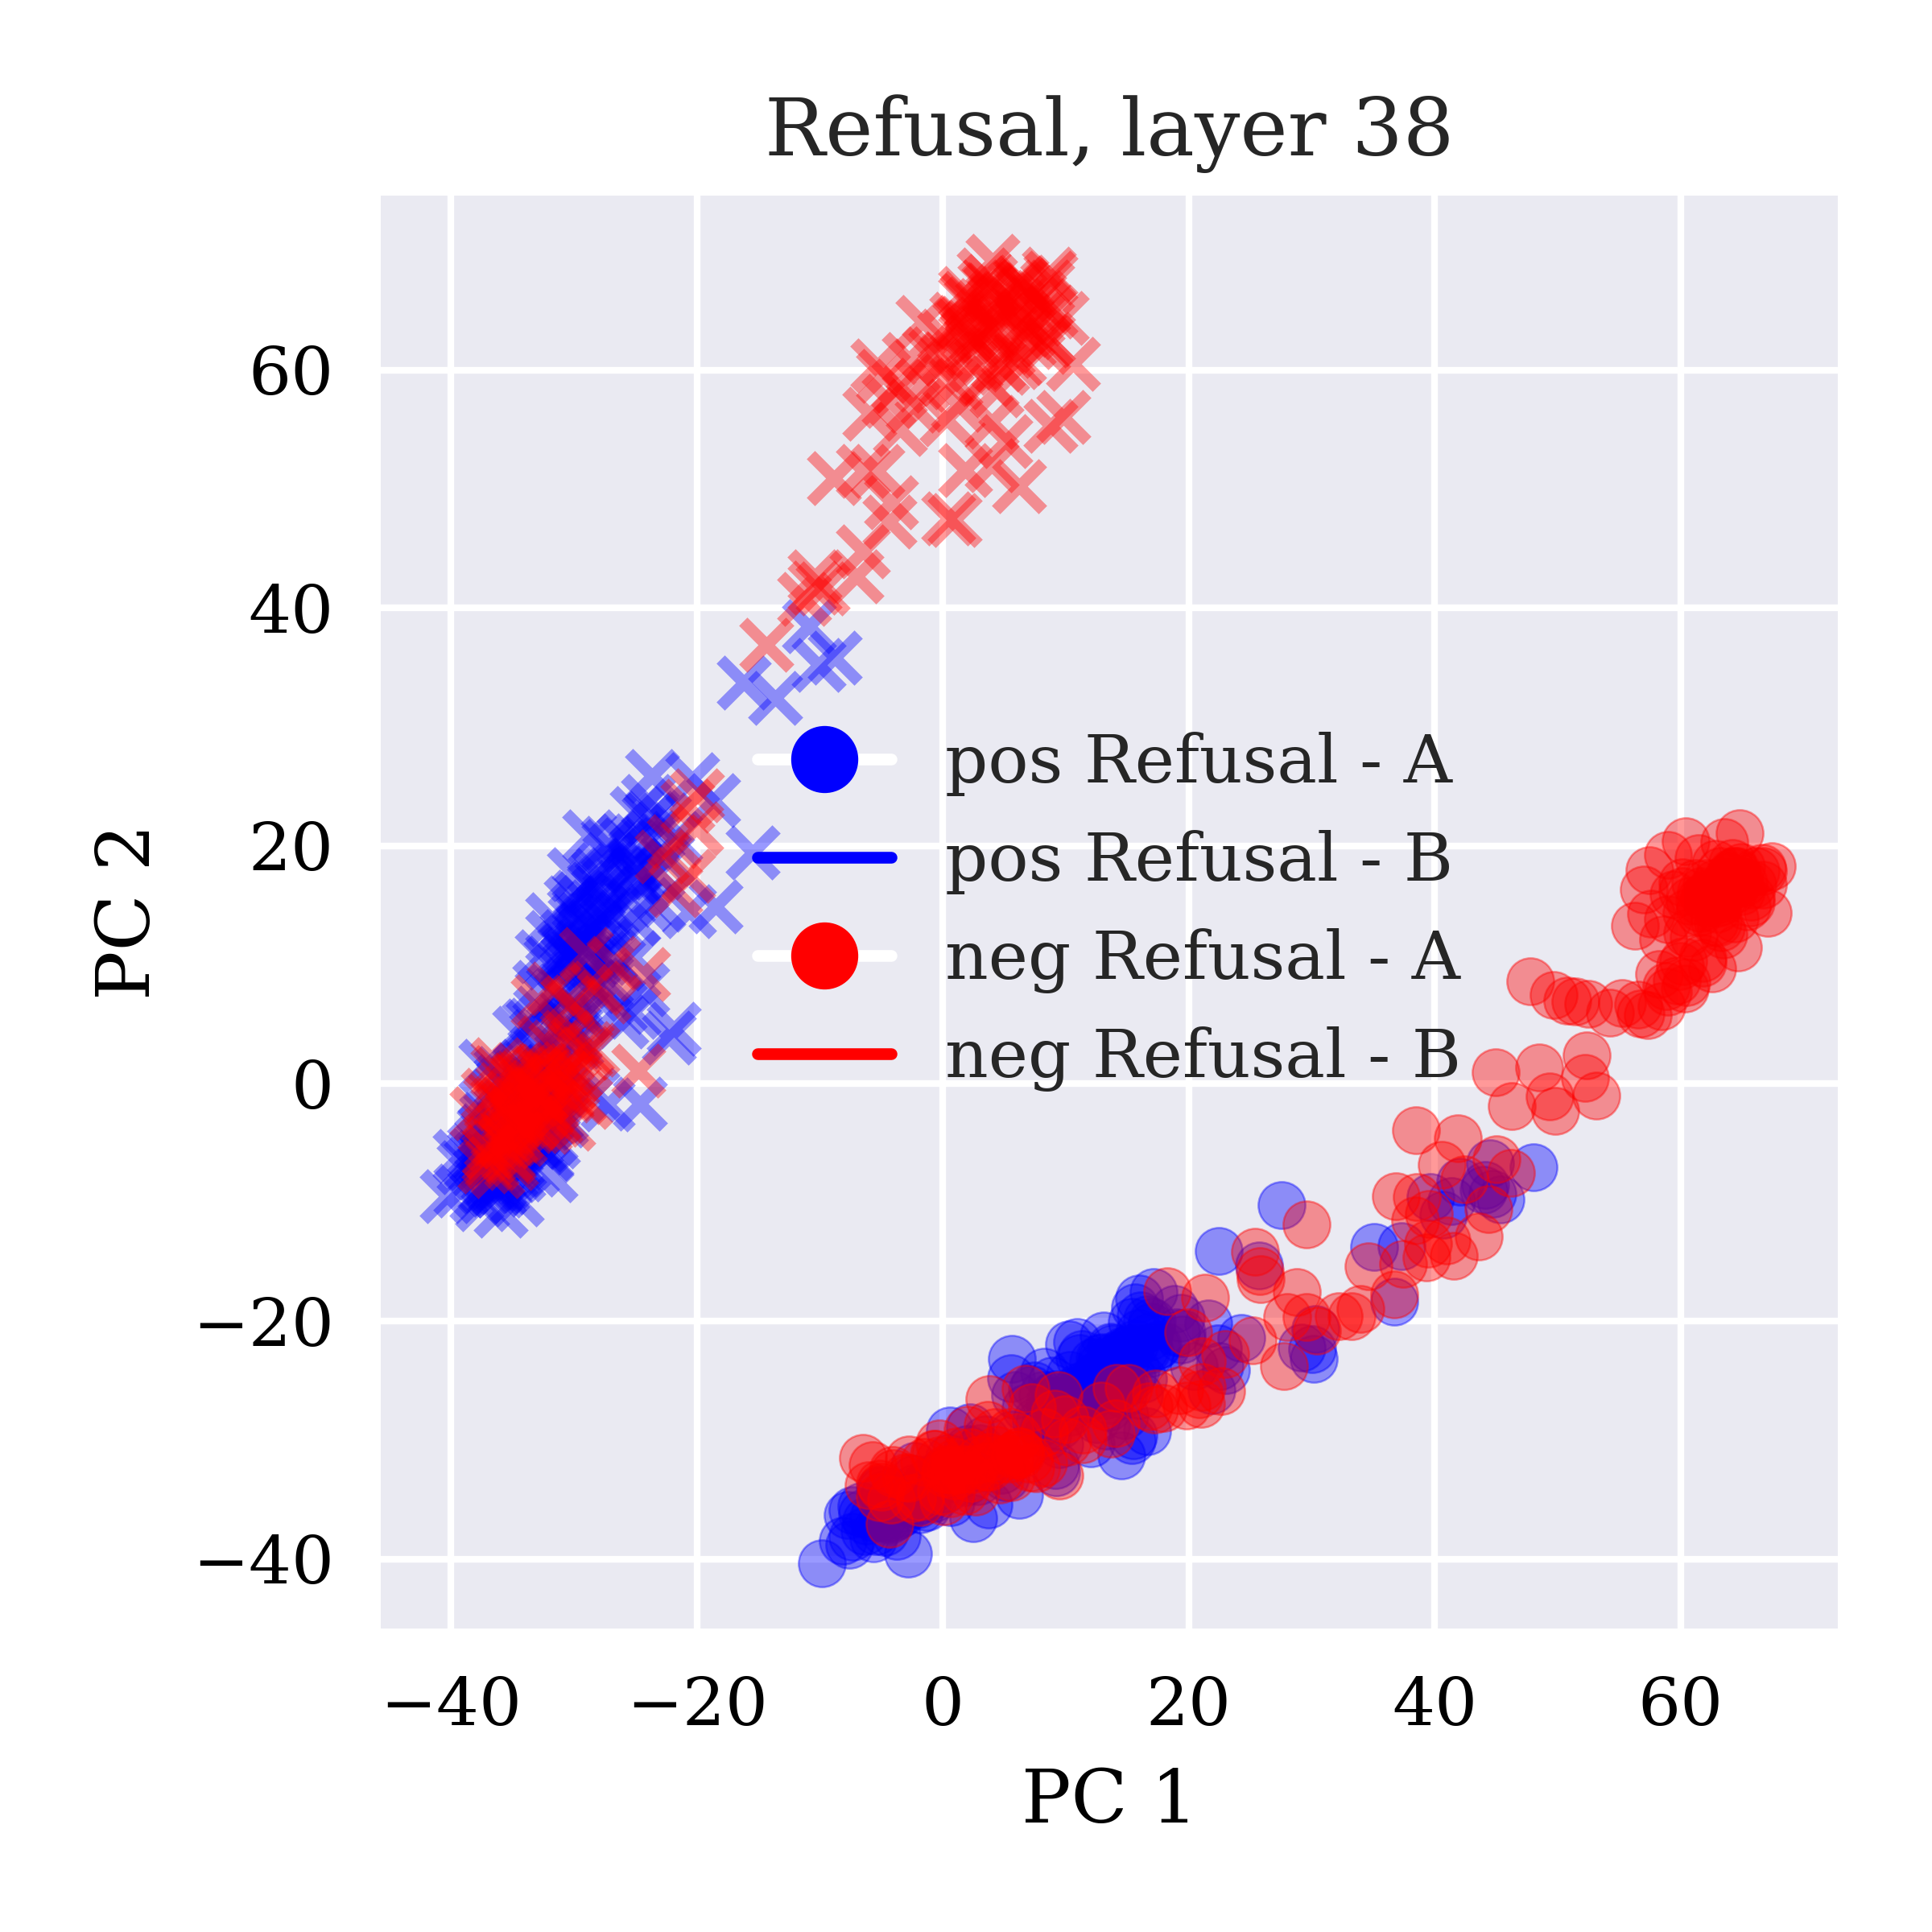 Refusal, layer 38
PC 2
60
40
20
0
−20
−40
pos Refusal - A
pos Refusal - B
neg Refusal - A
neg Refusal - B
−40 −20 0 20 40 60
PC 1